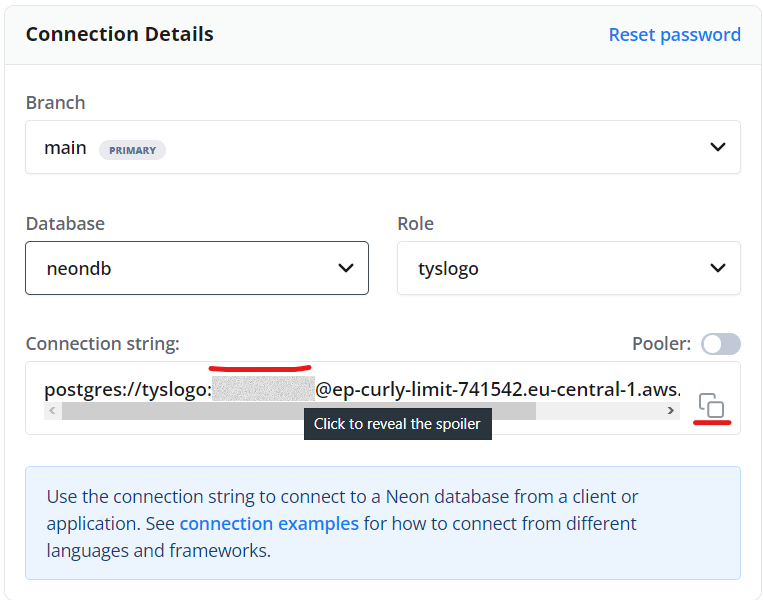 Connection Details
Reset password
Branch
main PRIMARY
Database
Role
neondb
tyslogo
Connection string:
Pooler:
postgres://tyslogo:@ep-curly-limit-741542.eu-central-1.aws.
Click to reveal the spoiler
Use the connection string to connect to a Neon database from a client or
application. See connection examples for how to connect from different
languages and frameworks.